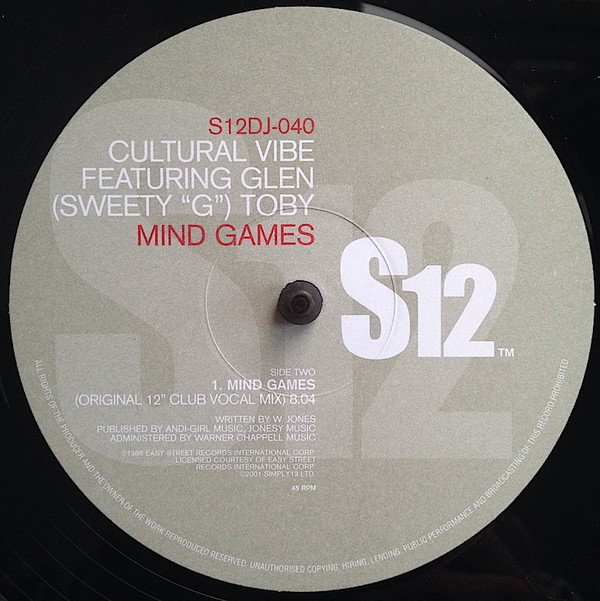 S12DJ-040
CULTURAL VIBE
FEATURING GLEN
(SWEETY “G”) TOBY
MIND GAMES
S12™
SIDE TWO
1. MIND GAMES
(ORIGINAL 12" CLUB VOCAL MIX) 8.04
WRITTEN BY W. JONES
PUBLISHED BY ANDI-GIRL MUSIC, JONESY MUSIC
ADMINISTERED BY WARNER CHAPPELL MUSIC
©1986 EASY STREET RECORDS INTERNATIONAL CORP.
LICENSED COURTESY OF EASY STREET
RECORDS INTERNATIONAL CORP
©2001 SIMPLY12 LTD
45 RPM
ALL RIGHTS OF THE PRODUCER AND THE OWNER OF THE WORK REPRODUCED RESERVED. UNAUTHORISED COPYING, HIRING, LENDING, PUBLIC PERFORMANCE AND BROADCASTING OF THIS RECORD PROHIBITED
S12